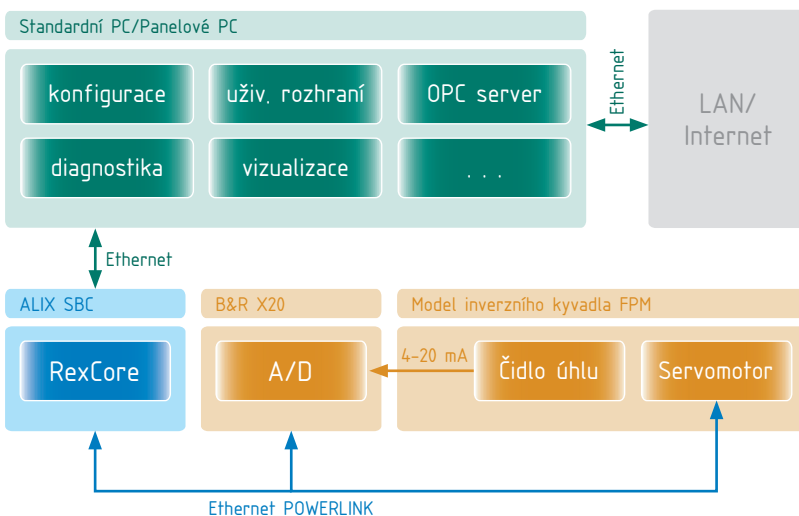 Standardní PC/Panelové PC
konfigurace
uživ. rozhraní
OPC server
Ethernet
LAN/
Internet
diagnostika
vizualizace
. . .
Ethernet
ALIX SBC
B&R X20
Model inverzního kyvadla FPM
RexCore
A/D
4-20 mA
Čidlo úhlu
Servomotor
Ethernet POWERLINK